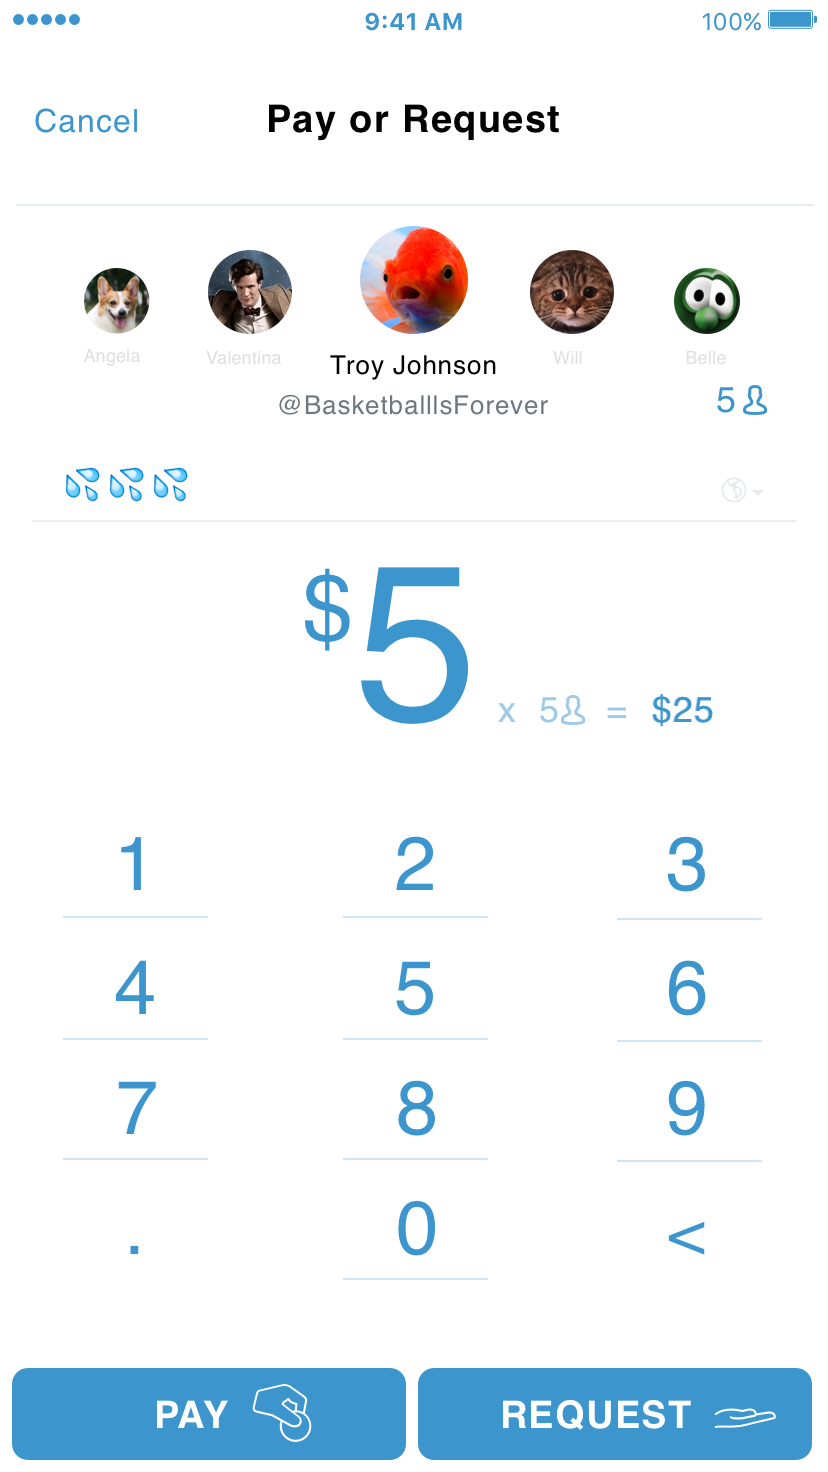 9:41 AM 100%
Cancel Pay or Request
Angela Valentina Troy Johnson Will Belle
@BasketballIsForever 5
💦💦💦
$5 x 5 = $25
1 2 3
4 5 6
7 8 9
. 0 <
PAY REQUEST